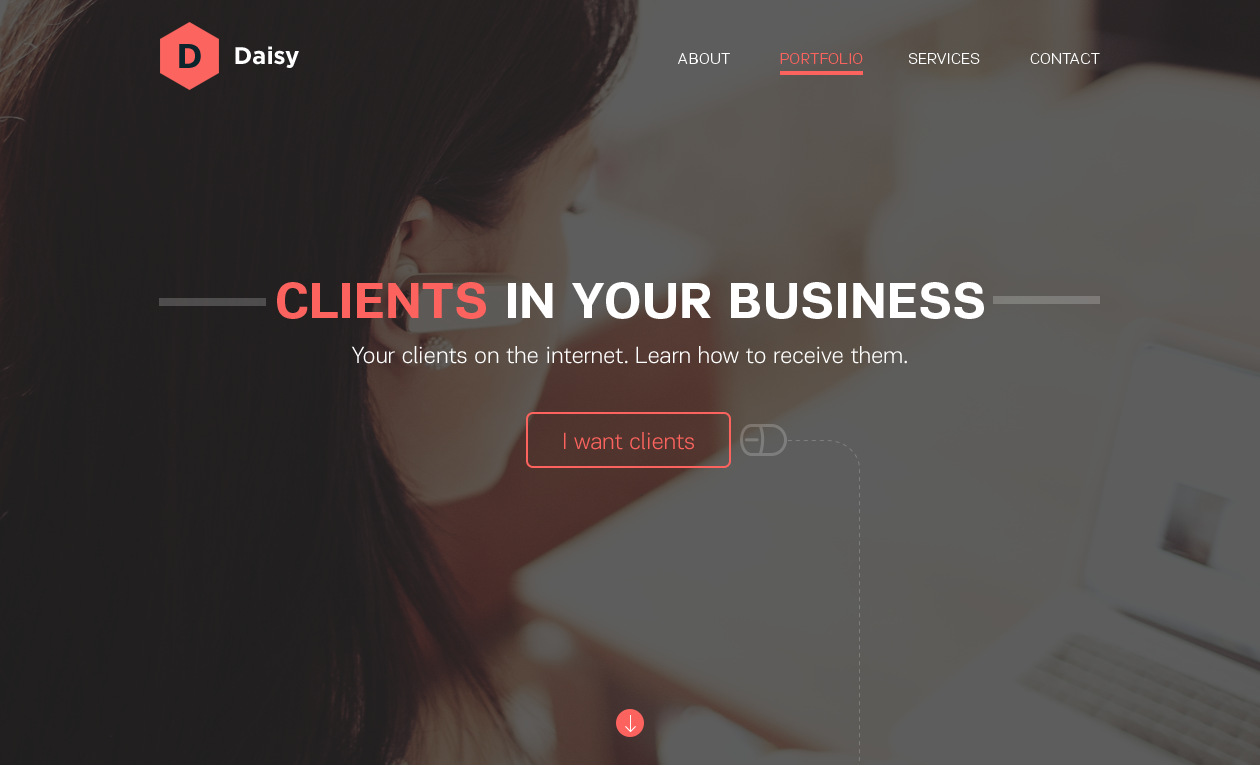 D Daisy
ABOUT PORTFOLIO SERVICES CONTACT
CLIENTS IN YOUR BUSINESS
Your clients on the internet. Learn how to receive them.
I want clients